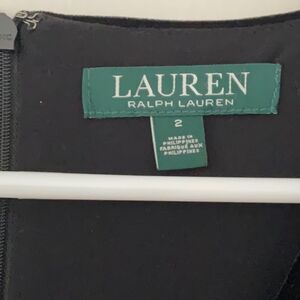 LAUREN
RALPH LAUREN
2
MADE IN
PHILIPPINES
FABRIQUÉ AUX
PHILIPPINES